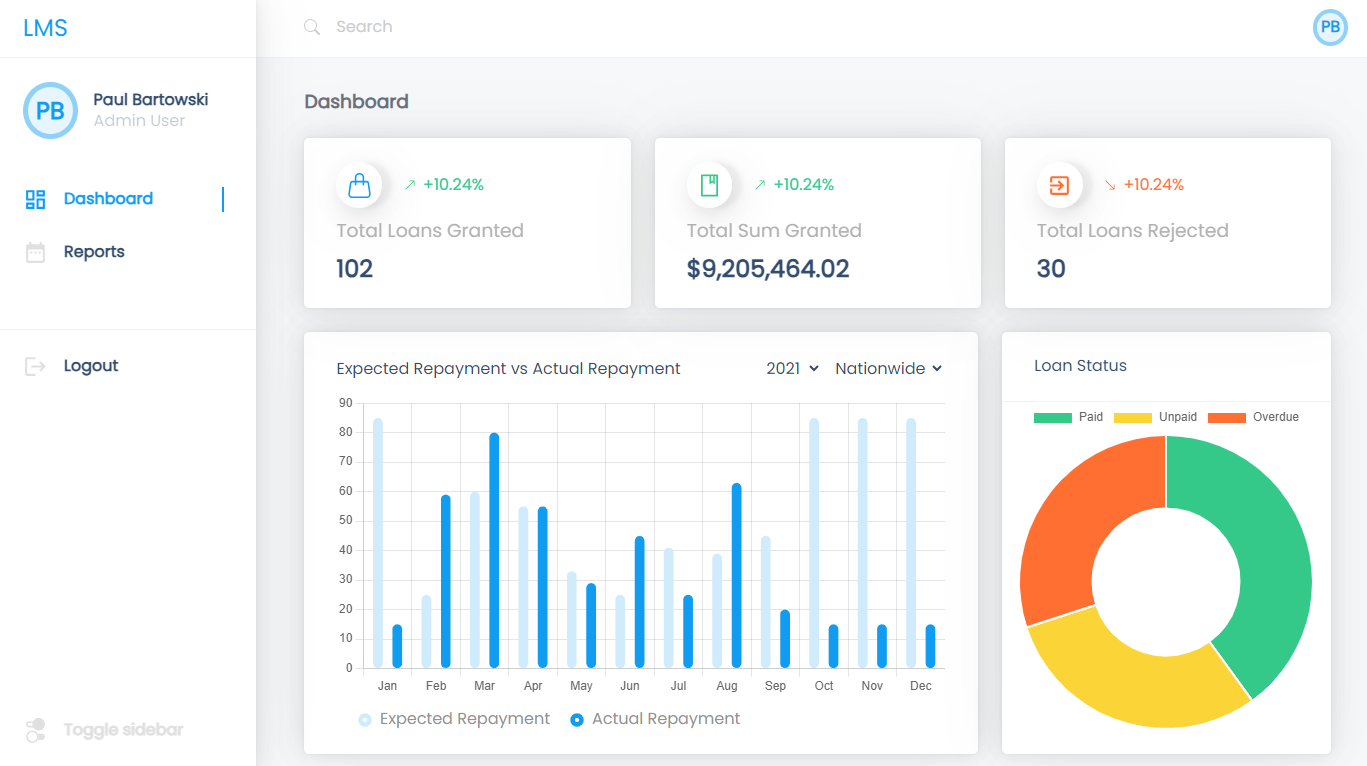 LMS
Search
PB
PB
Paul Bartowski
Admin User
Dashboard
Reports
Logout
Toggle sidebar
Dashboard
+10.24%
Total Loans Granted
102
+10.24%
Total Sum Granted
$9,205,464.02
+10.24%
Total Loans Rejected
30
Expected Repayment vs Actual Repayment 2021 Nationwide
90
80
70
60
50
40
30
20
10
0
Jan Feb Mar Apr May Jun Jul Aug Sep Oct Nov Dec
Expected Repayment Actual Repayment
Loan Status
Paid Unpaid Overdue